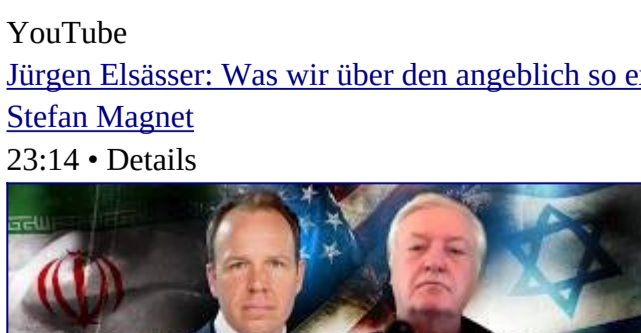 YouTube
Jürgen Elsässer: Was wir über den angeblich so
Stefan Magnet
23:14 • Details